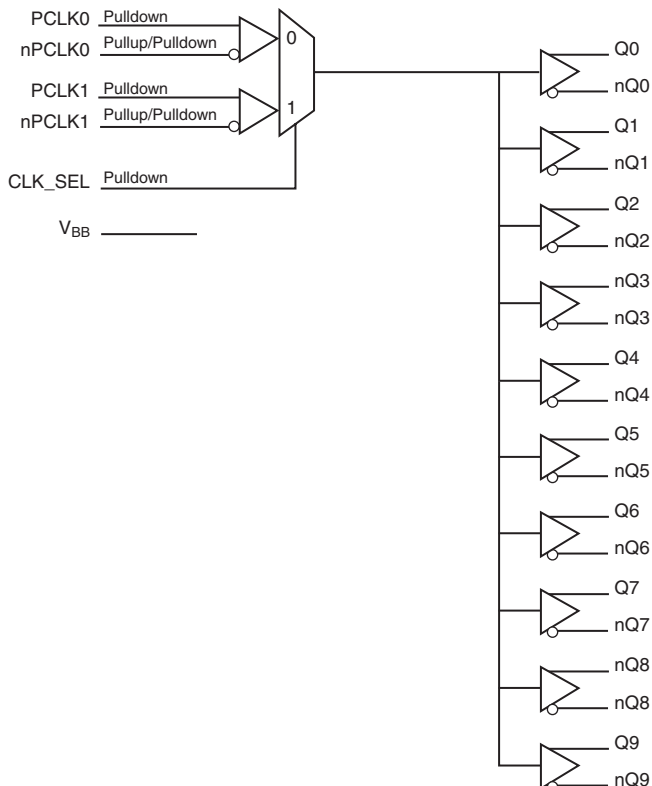 PCLK0 Pulldown
nPCLK0 Pullup/Pulldown
0
PCLK1 Pulldown
nPCLK1 Pullup/Pulldown
1
CLK_SEL Pulldown
VBB
Q0
nQ0
Q1
nQ1
Q2
nQ2
nQ3
nQ3
Q4
nQ4
Q5
nQ5
Q6
nQ6
Q7
nQ7
nQ8
nQ8
Q9
nQ9